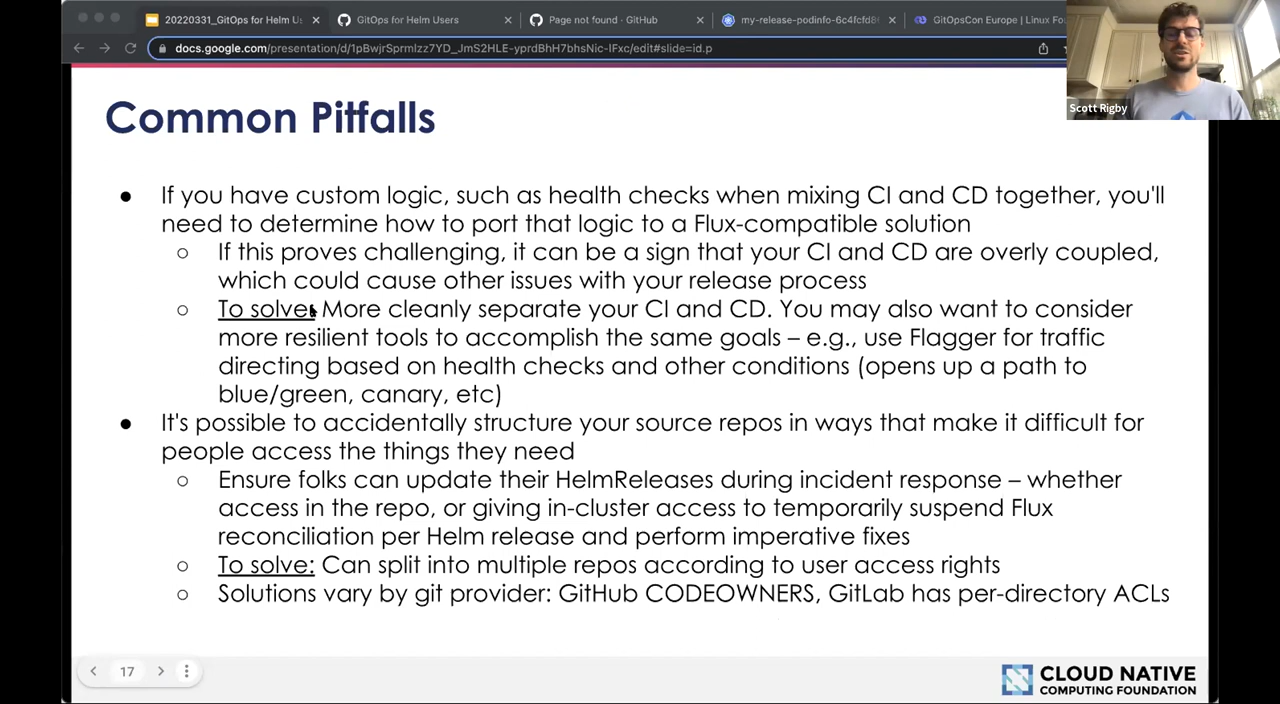 20220331_GitOps for Helm Us
GitOps for Helm Users
Page not found · GitHub
my-release-podinfo-6c4fcfd8
GitOpsCon Europe | Linux Fou
docs.google.com/presentation/d/1pBwjrSprmlzz7YD_JmS2HLE-yprdBhH7bhsNic-IFxc/edit#slide=id.p
Scott Rigby
Common Pitfalls
● If you have custom logic, such as health checks when mixing CI and CD together, you'll
need to determine how to port that logic to a Flux-compatible solution
○ If this proves challenging, it can be a sign that your CI and CD are overly coupled,
which could cause other issues with your release process
○ To solve: More cleanly separate your CI and CD. You may also want to consider
more resilient tools to accomplish the same goals – e.g., use Flagger for traffic
directing based on health checks and other conditions (opens up a path to
blue/green, canary, etc)
● It's possible to accidentally structure your source repos in ways that make it difficult for
people access the things they need
○ Ensure folks can update their HelmReleases during incident response – whether
access in the repo, or giving in-cluster access to temporarily suspend Flux
reconciliation per Helm release and perform imperative fixes
○ To solve: Can split into multiple repos according to user access rights
○ Solutions vary by git provider: GitHub CODEOWNERS, GitLab has per-directory ACLs
17
CLOUD NATIVE
COMPUTING FOUNDATION